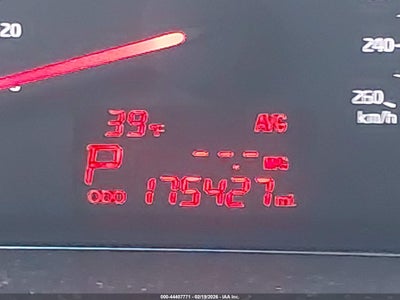 20
240
260
km/h
39°F AVG
P --.- MPG
ODO 175427 mi
000-44407771 - 02/19/2026 - IAA Inc.